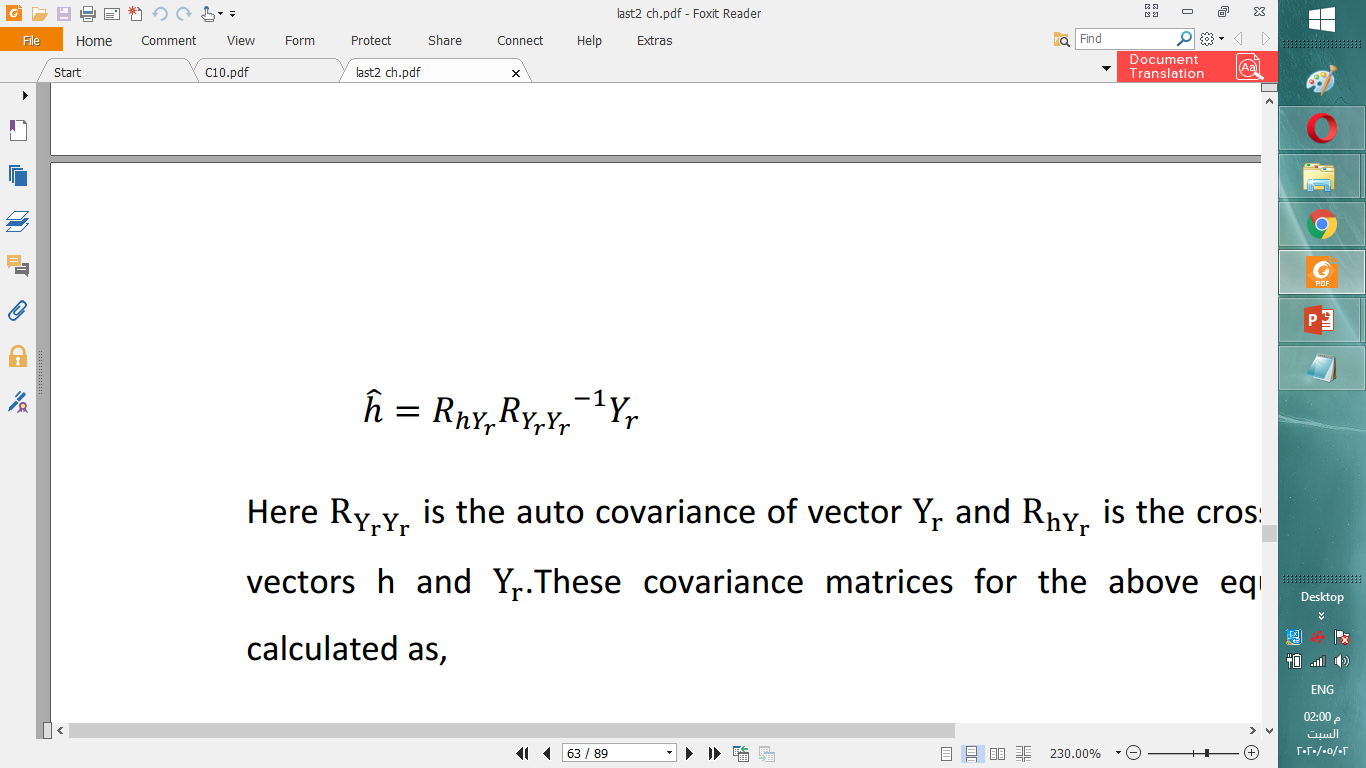 last2 ch.pdf - Foxit Reader
File Home Comment View Form Protect Share Connect Help Extras
Find
Start C10.pdf last2 ch.pdf
Document
Translation
ĥ = R_{hY_r} R_{Y_rY_r}^{-1} Y_r
Here R_{Y_rY_r} is the auto covariance of vector Y_r and R_{hY_r} is the cros
vectors h and Y_r.These covariance matrices for the above equ
calculated as,
63 / 89
230.00%
PDF
Desktop
ENG
02:00 م
السبت
٢٠٢٠/٠٥/٠٢